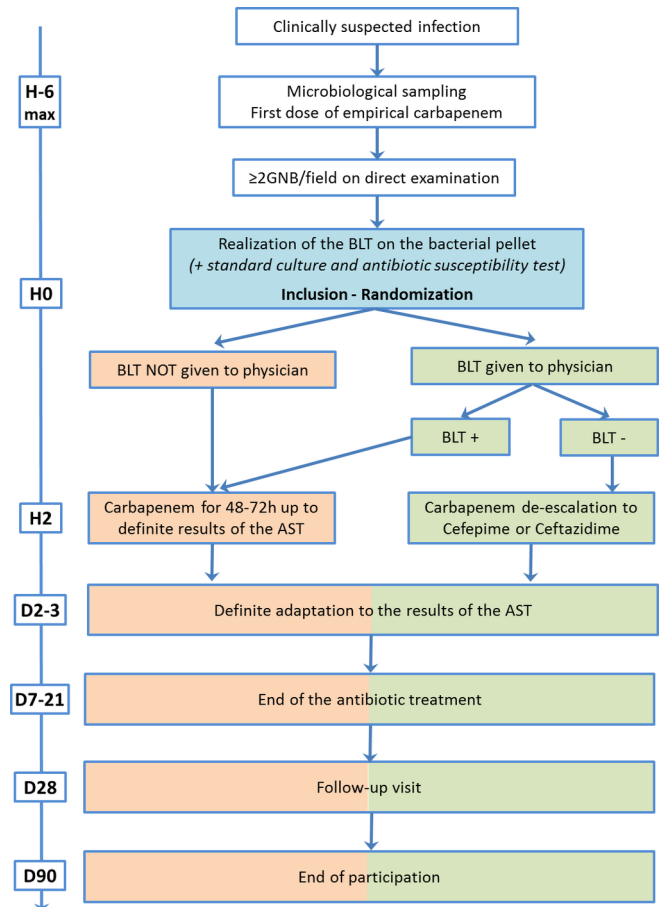 Clinically suspected infection
H-6
max
Microbiological sampling
First dose of empirical carbapenem
≥2GNB/field on direct examination
Realization of the BLT on the bacterial pellet
(+ standard culture and antibiotic susceptibility test)
H0
Inclusion - Randomization
BLT NOT given to physician
BLT given to physician
BLT +
BLT -
H2
Carbapenem for 48-72h up to
definite results of the AST
Carbapenem de-escalation to
Cefepime or Ceftazidime
D2-3
Definite adaptation to the results of the AST
D7-21
End of the antibiotic treatment
D28
Follow-up visit
D90
End of participation